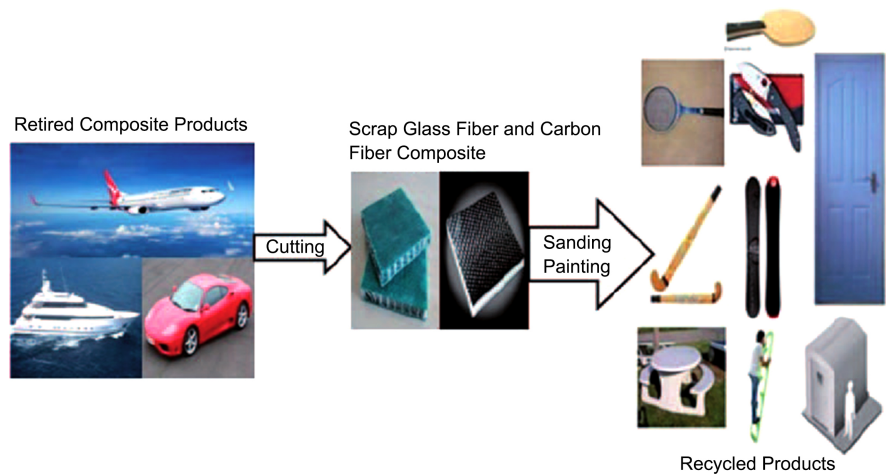 Retired Composite Products
Scrap Glass Fiber and Carbon
Fiber Composite
Cutting
Sanding
Painting
Recycled Products